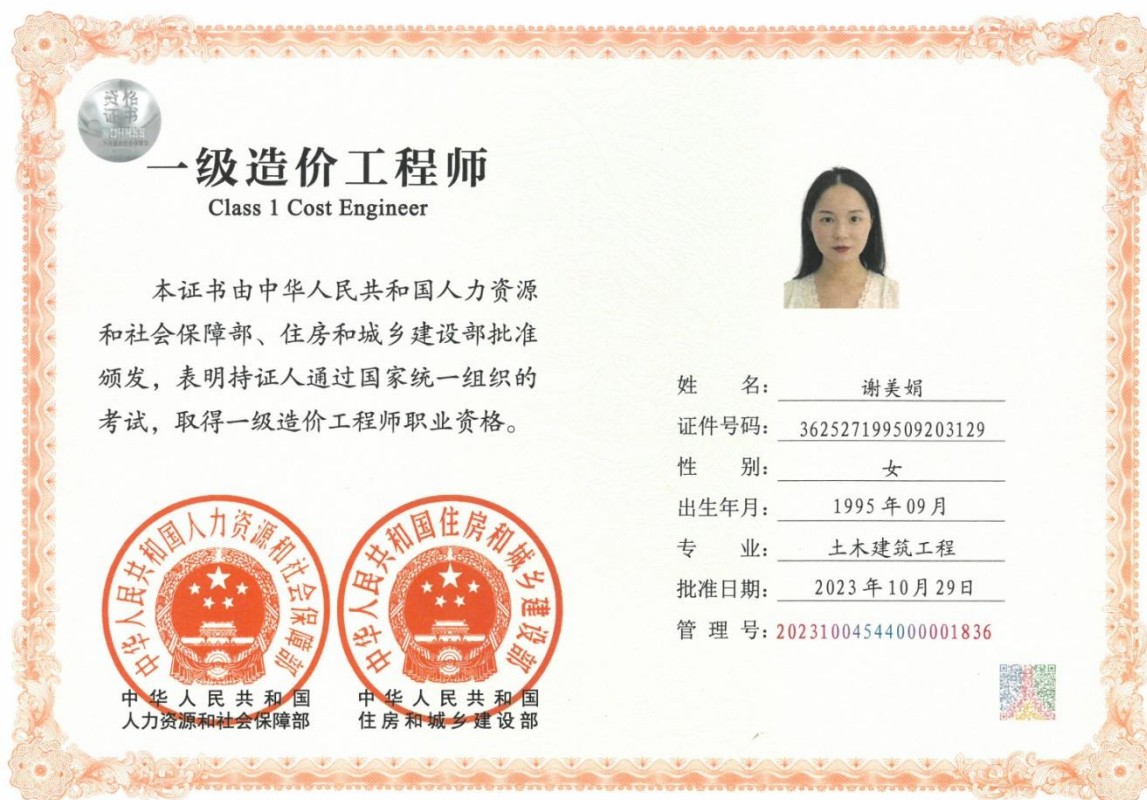 资格
证书
MOHRSS
一级造价工程师
Class 1 Cost Engineer
本证书由中华人民共和国人力资源
和社会保障部、住房和城乡建设部批准
颁发，表明持证人通过国家统一组织的
考试，取得一级造价工程师职业资格。
中华人民共和国人力资源和社会保障部
中华人民共和国
人力资源和社会保障部
中华人民共和国住房和城乡建设部
中华人民共和国
住房和城乡建设部
姓 名： 谢美娟
证件号码： 362527199509203129
性 别： 女
出生年月： 1995年09月
专 业： 土木建筑工程
批准日期： 2023年10月29日
管 理 号：20231004544000001836